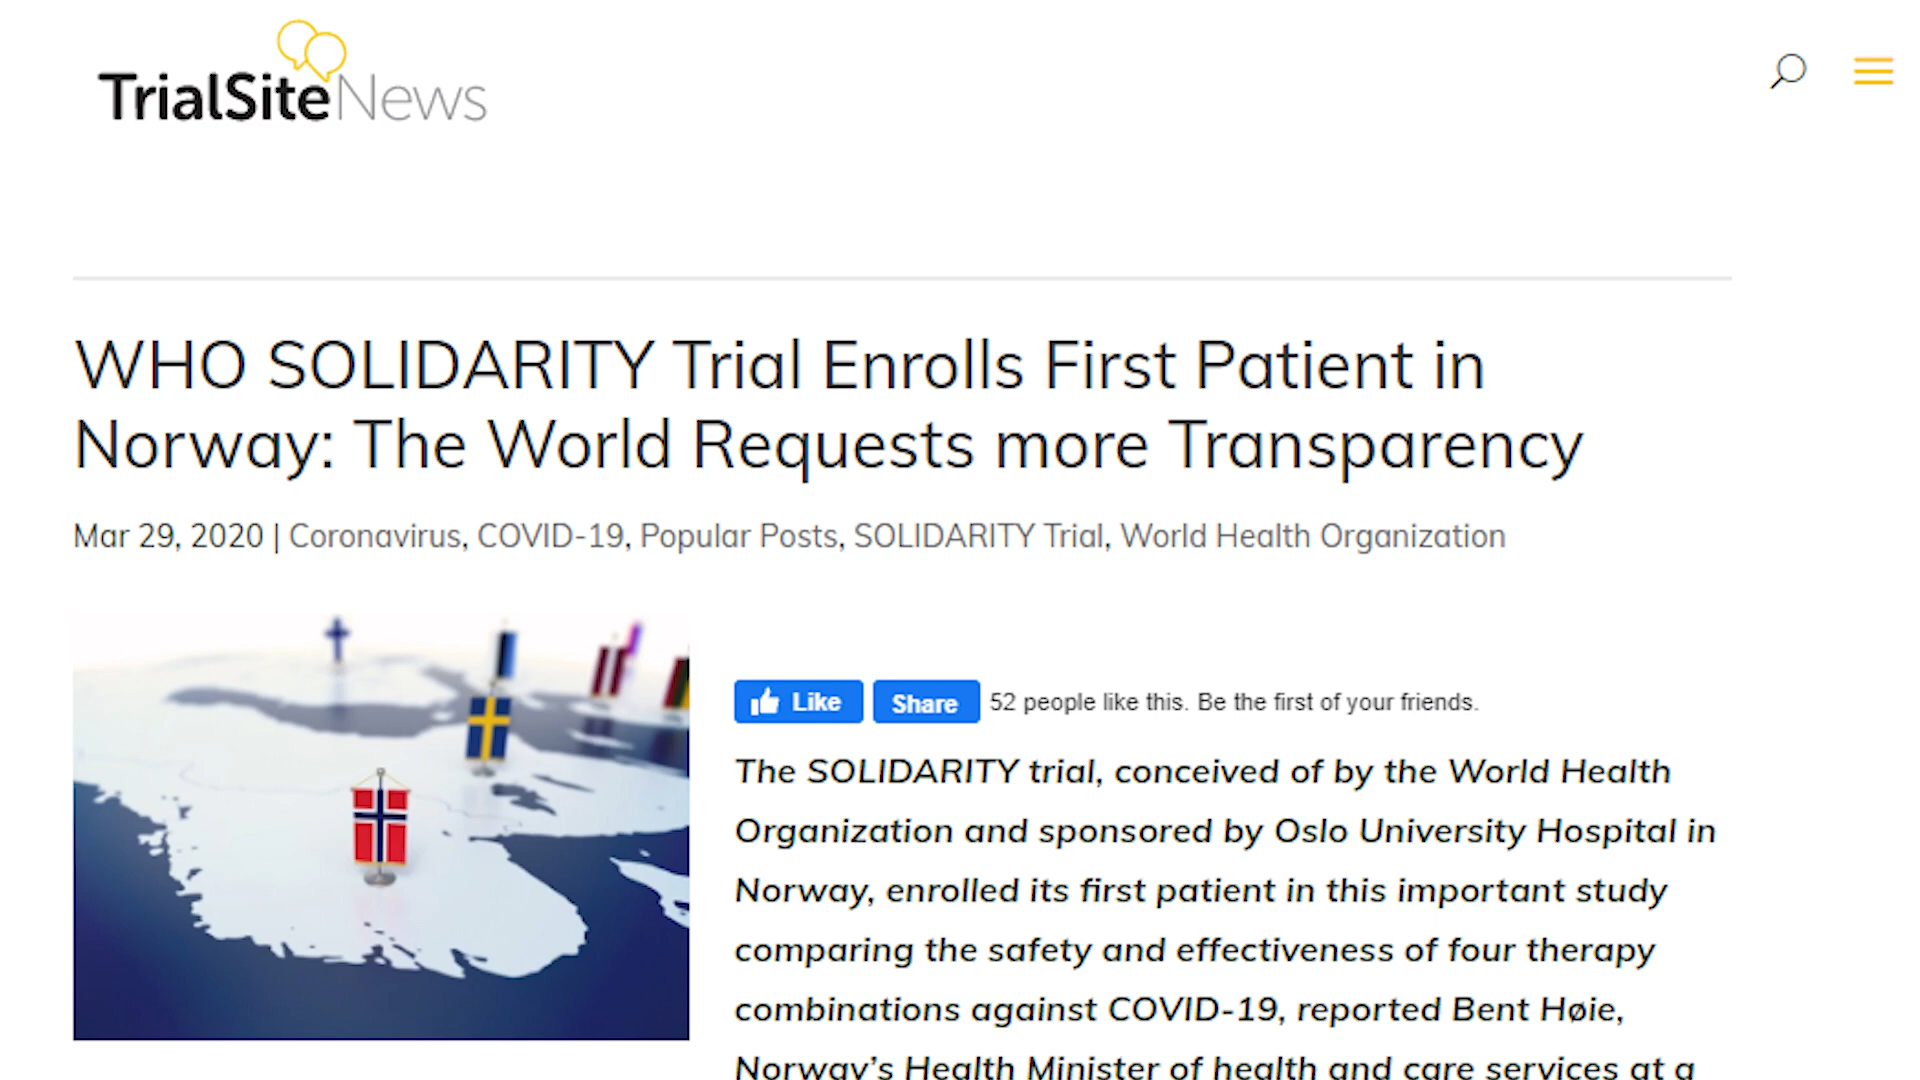 TrialSiteNews
WHO SOLIDARITY Trial Enrolls First Patient in
Norway: The World Requests more Transparency
Mar 29, 2020 | Coronavirus, COVID-19, Popular Posts, SOLIDARITY Trial, World Health Organization
Like Share 52 people like this. Be the first of your friends.
The SOLIDARITY trial, conceived of by the World Health
Organization and sponsored by Oslo University Hospital in
Norway, enrolled its first patient in this important study
comparing the safety and effectiveness of four therapy
combinations against COVID-19, reported Bent Høie,
Norway’s Health Minister of health and care services at a